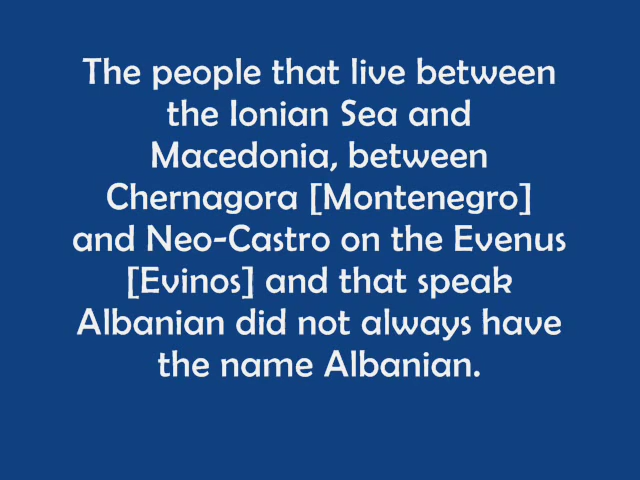 The people that live between
the Ionian Sea and
Macedonia, between
Chernagora [Montenegro]
and Neo-Castro on the Evenus
[Evinos] and that speak
Albanian did not always have
the name Albanian.